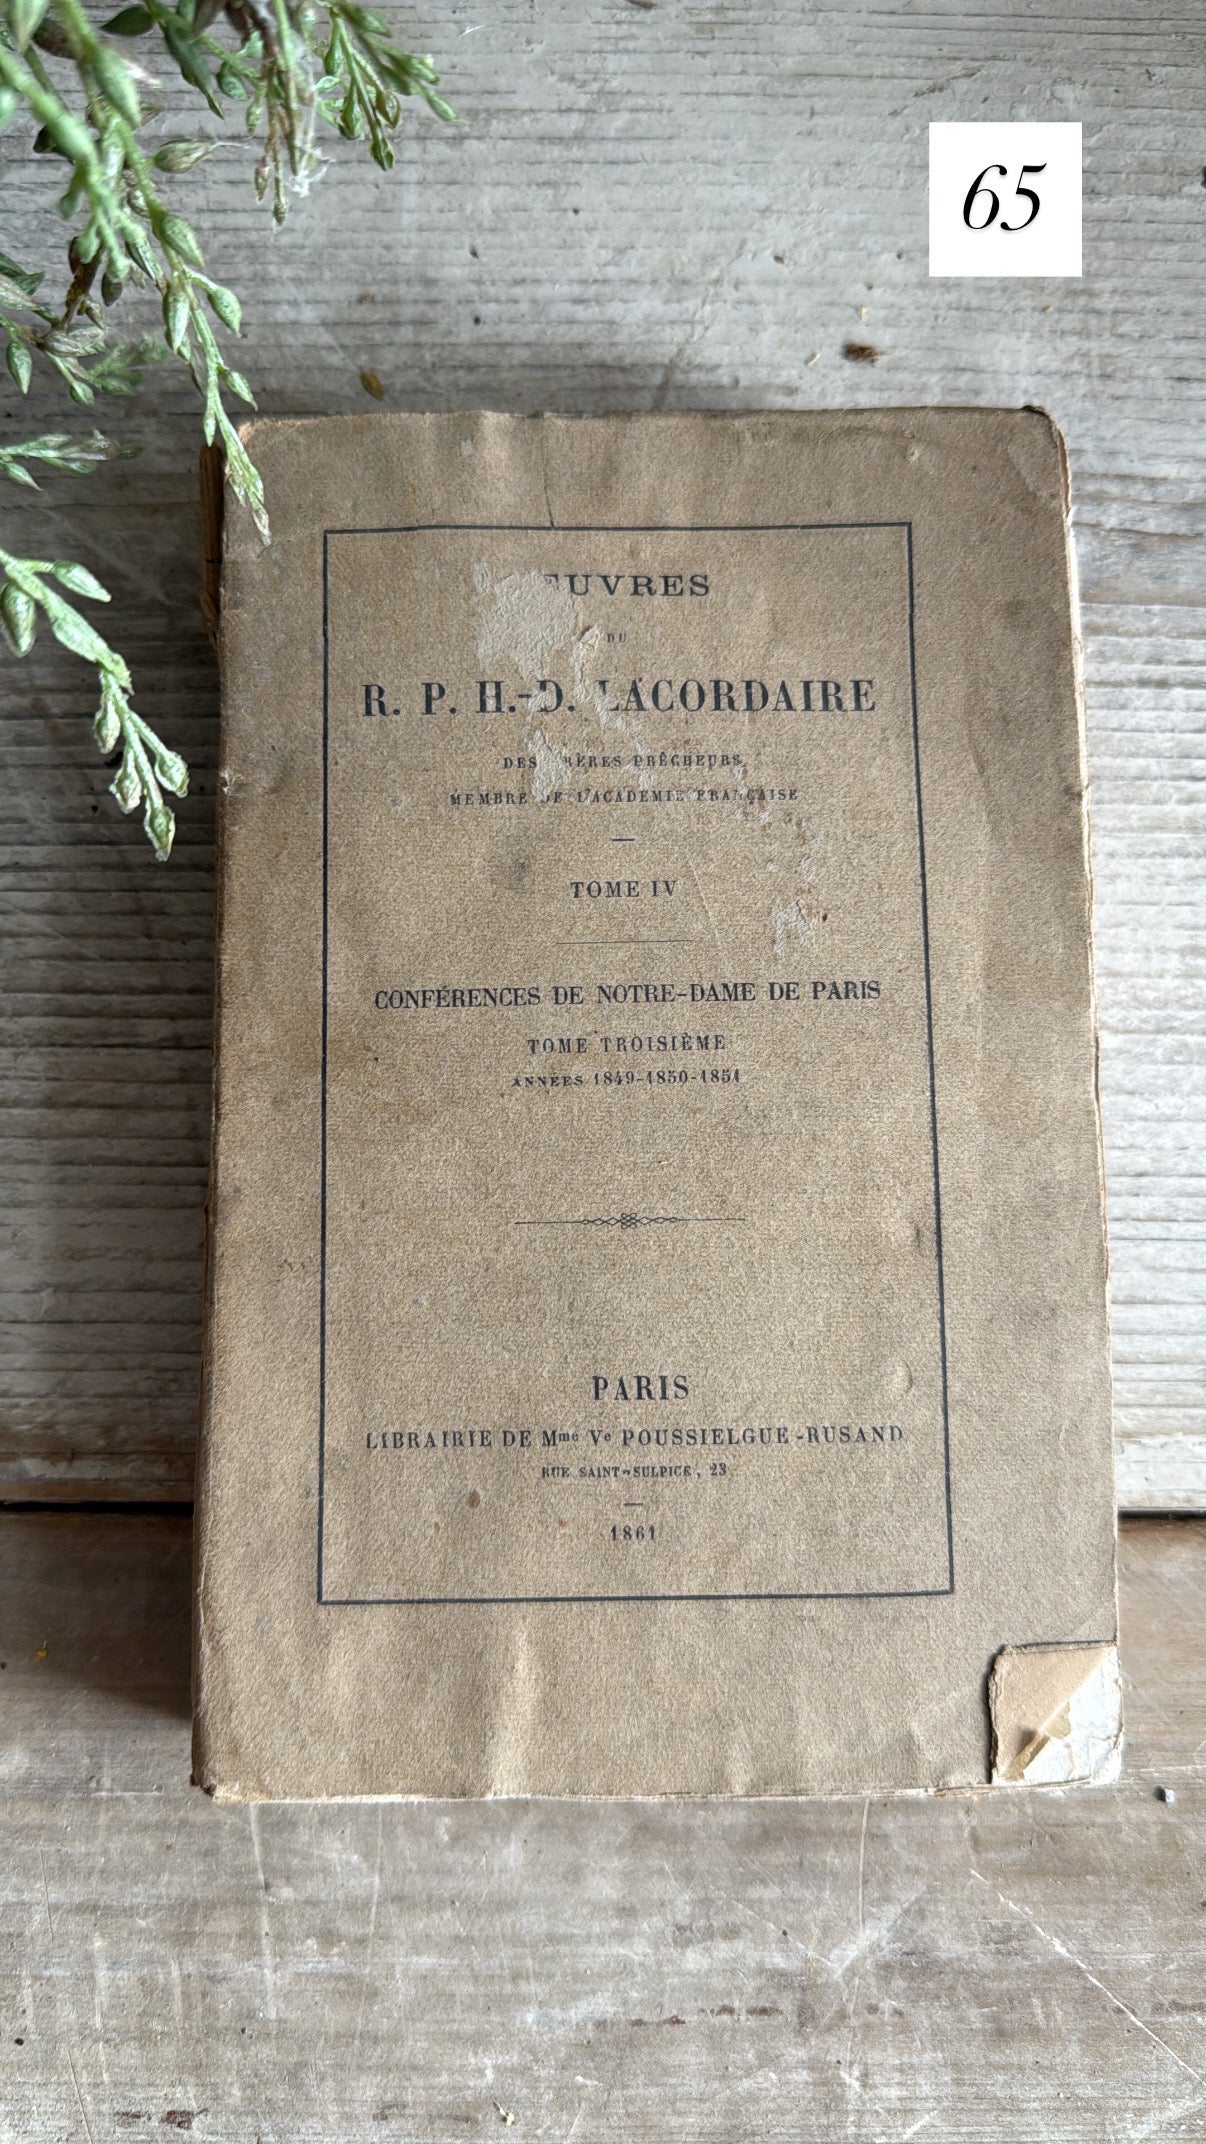 65
ŒUVRES
DU
R. P. H.-D. LACORDAIRE
DES FRÈRES PRÊCHEURS
MEMBRE DE L'ACADÉMIE FRANÇAISE
TOME IV
CONFÉRENCES DE NOTRE-DAME DE PARIS
TOME TROISIÈME
ANNÉES 1849-1850-1851
PARIS
LIBRAIRIE DE Mme Ve POUSSIELGUE-RUSAND
RUE SAINT-SULPICE, 23
1861